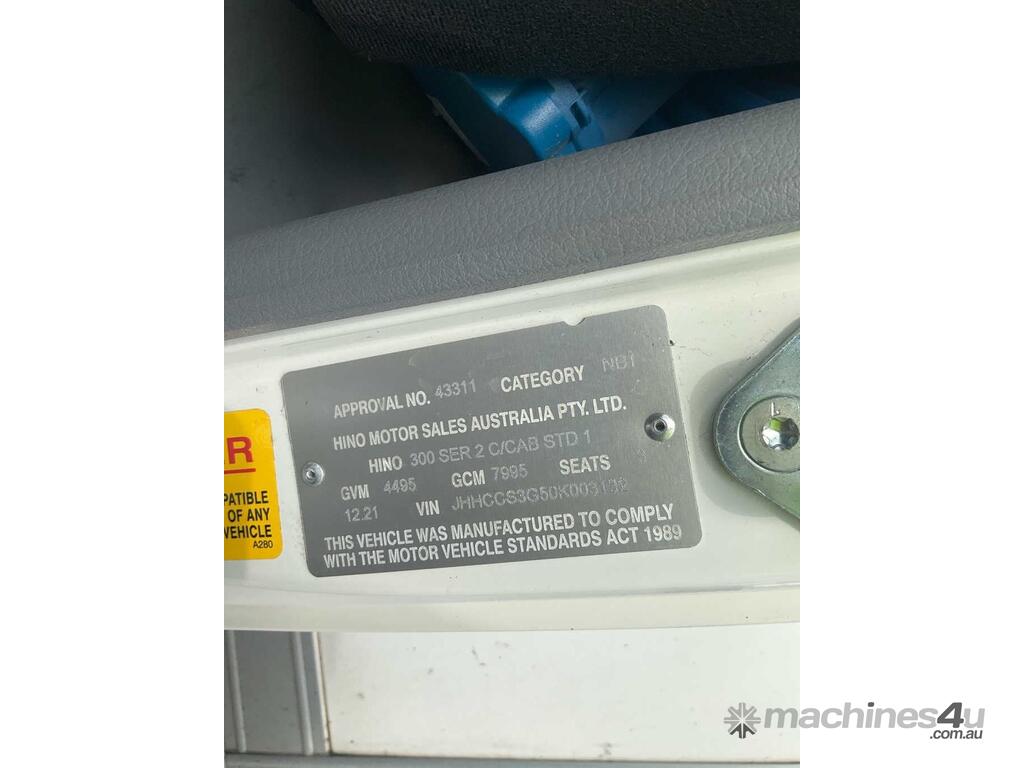 APPROVAL NO. 43311 CATEGORY NB1
HINO MOTOR SALES AUSTRALIA PTY. LTD.
HINO 300 SER 2 C/CAB STD 1
GVM 4495 GCM 7995 SEATS
12.21 VIN
THIS VEHICLE WAS MANUFACTURED TO COMPLY
WITH THE MOTOR VEHICLE STANDARDS ACT 1989
PATIBLE
OF ANY
VEHICLE
A280
machines4u
.com.au